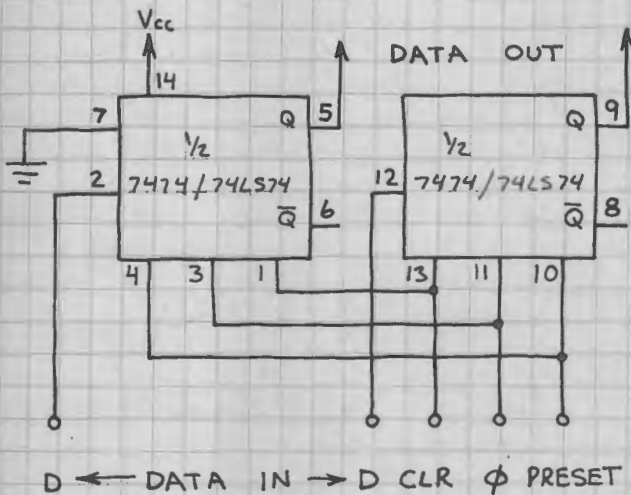 Vcc
DATA OUT
14
7 Q 5 Q 9
1/2 1/2
2 7474/74LS74 12 7474/74LS74
Q̅ 6 Q̅ 8
4 3 1 13 11 10
D ← DATA IN → D CLR ϕ PRESET